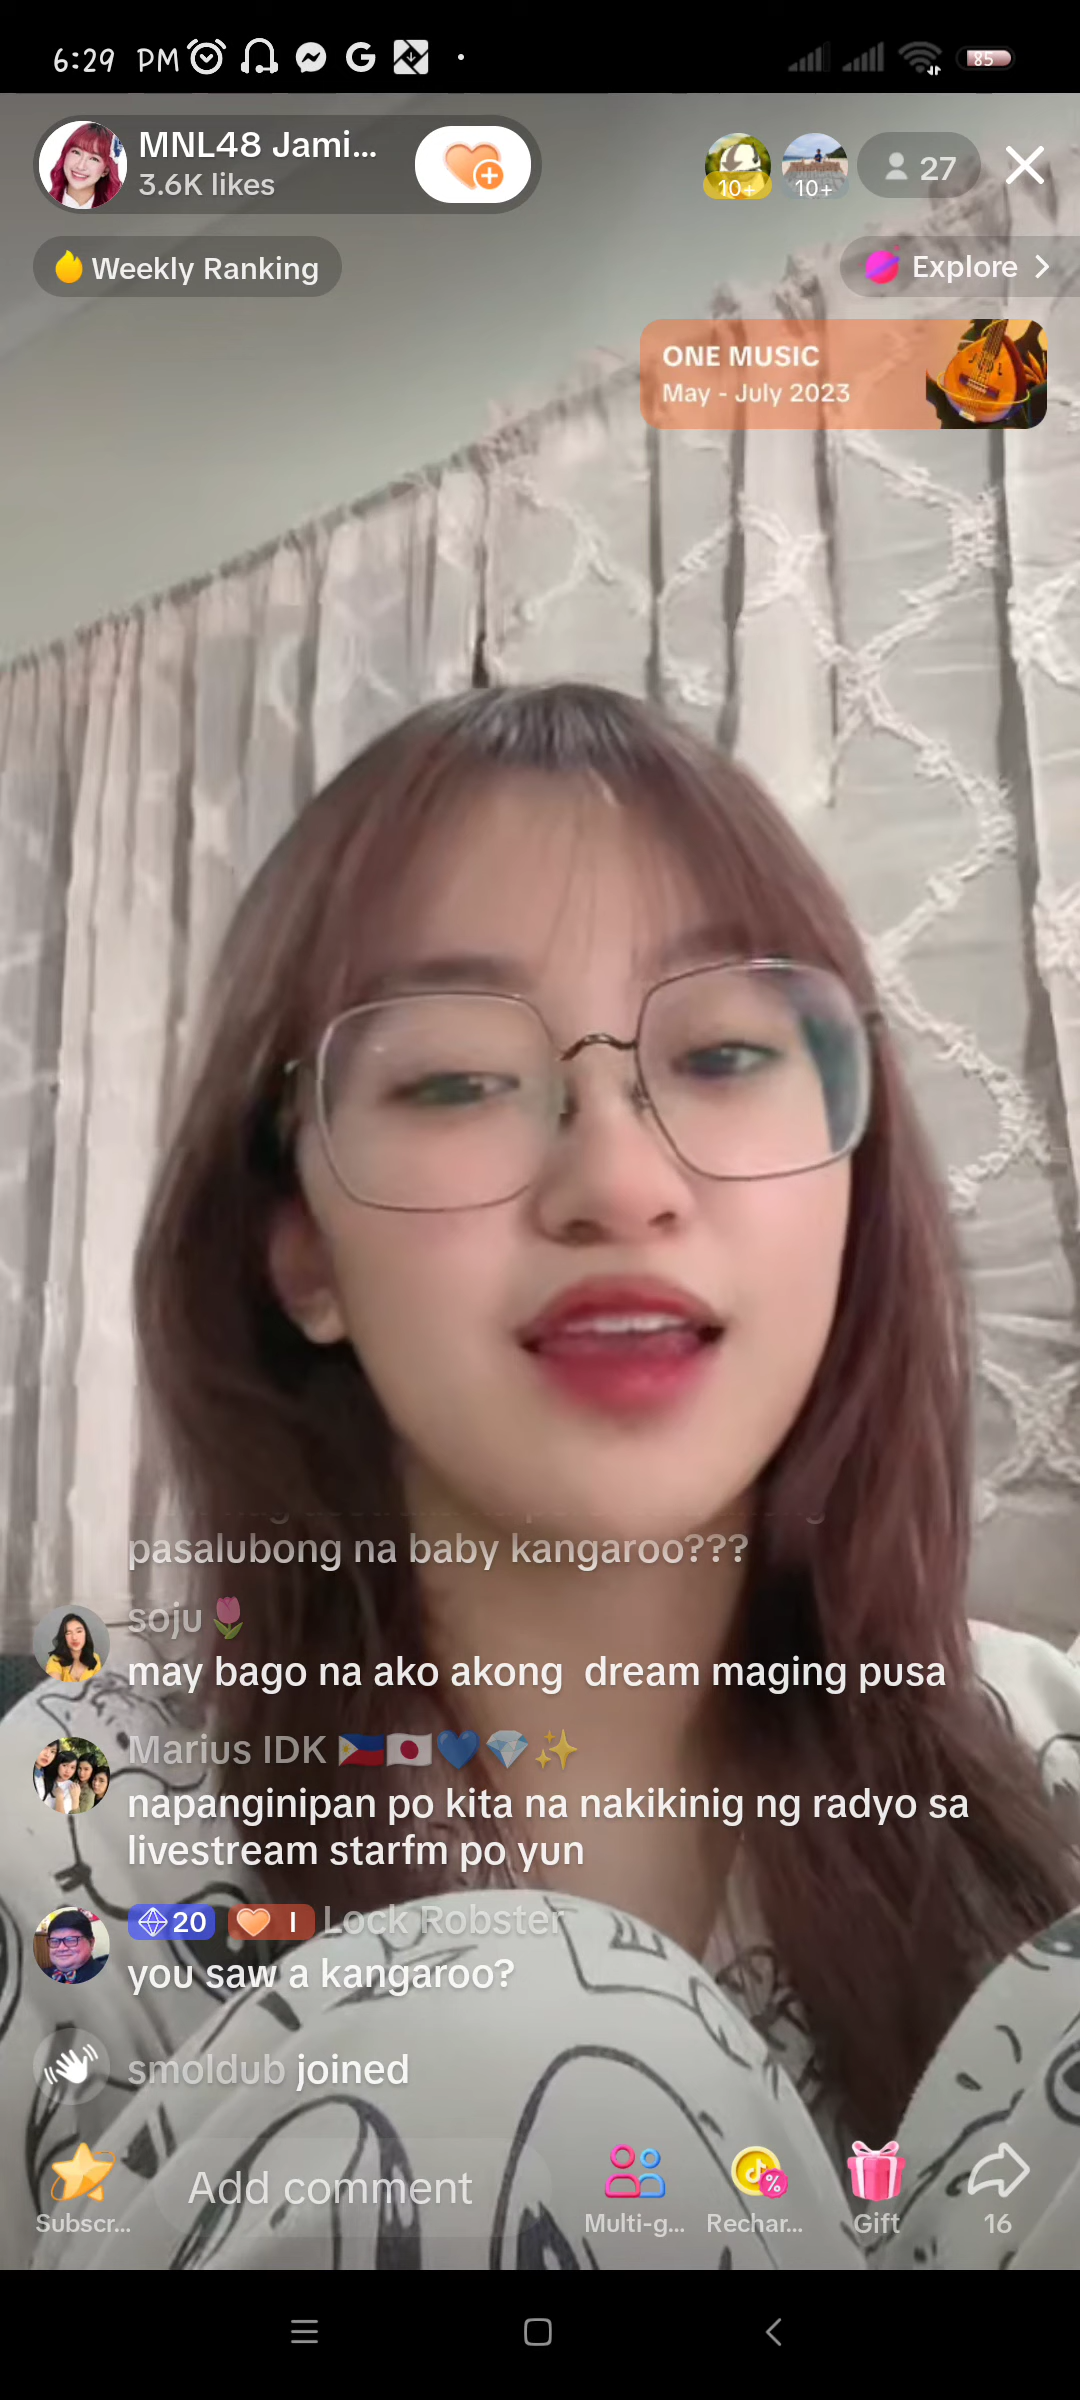 6:29 PM
85
MNL48 Jami...
3.6K likes
10+
10+
27
Weekly Ranking
Explore
ONE MUSIC
May - July 2023
pasalubong na baby kangaroo???
soju🌷
may bago na ako akong  dream maging pusa
Marius IDK 🇵🇭🇯🇵💙💎✨
napanginipan po kita na nakikinig ng radyo sa
livestream starfm po yun
20 I Lock Robster
you saw a kangaroo?
smoldub joined
Add comment
Subscr...
Multi-g...
Rechar...
Gift
16